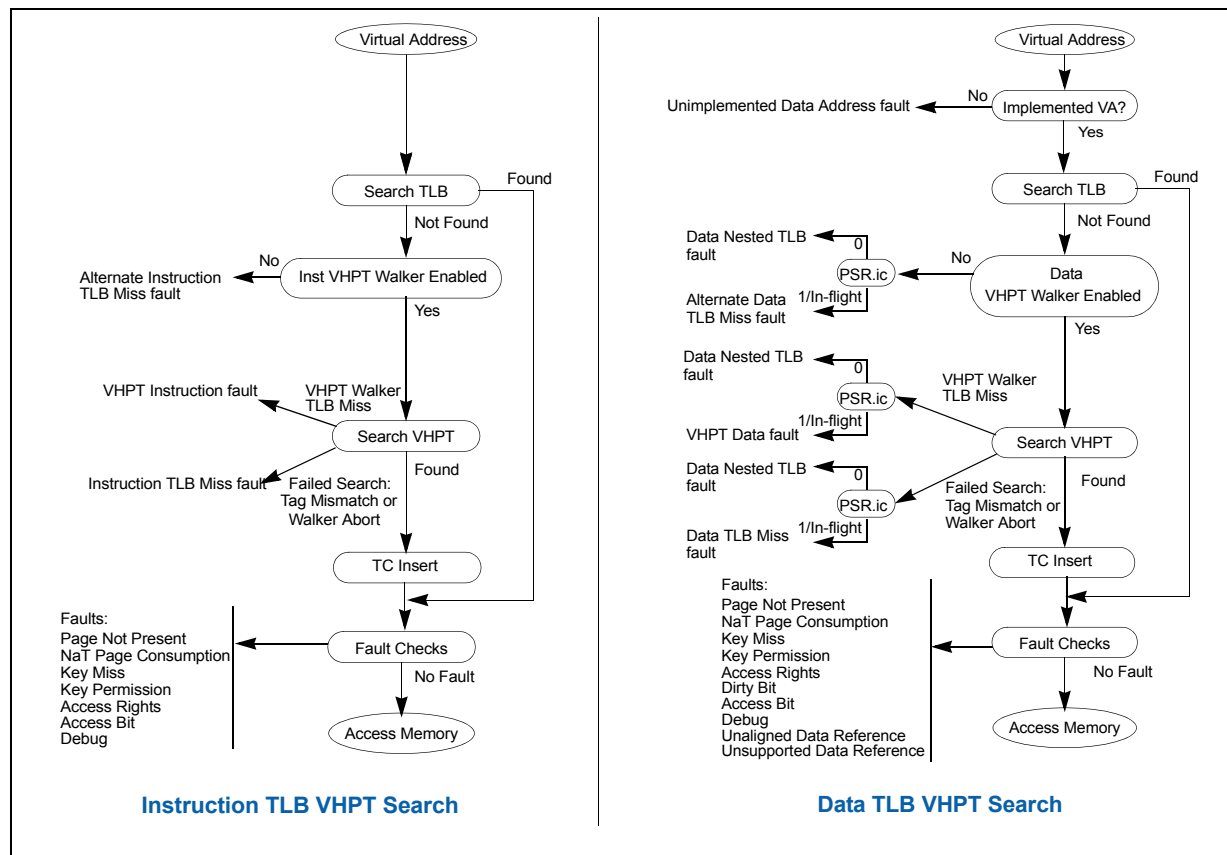 Virtual Address
Search TLB
Found
Not Found
No
Inst VHPT Walker Enabled
Alternate Instruction
TLB Miss fault
Yes
VHPT Instruction fault
VHPT Walker
TLB Miss
Search VHPT
Instruction TLB Miss fault
Found
Failed Search:
Tag Mismatch or
Walker Abort
TC Insert
Faults:
Page Not Present
NaT Page Consumption
Key Miss
Key Permission
Access Rights
Access Bit
Debug
Fault Checks
No Fault
Access Memory
Instruction TLB VHPT Search
Virtual Address
No
Unimplemented Data Address fault
Implemented VA?
Yes
Search TLB
Found
Not Found
Data Nested TLB
fault
0
PSR.ic
No
Data
VHPT Walker Enabled
1/In-flight
Alternate Data
TLB Miss fault
Yes
Data Nested TLB
fault
0
PSR.ic
VHPT Walker
TLB Miss
1/In-flight
VHPT Data fault
Search VHPT
Data Nested TLB
fault
0
PSR.ic
Failed Search:
Tag Mismatch or
Walker Abort
Found
1/In-flight
Data TLB Miss
fault
TC Insert
Faults:
Page Not Present
NaT Page Consumption
Key Miss
Key Permission
Access Rights
Dirty Bit
Access Bit
Debug
Unaligned Data Reference
Unsupported Data Reference
Fault Checks
No Fault
Access Memory
Data TLB VHPT Search